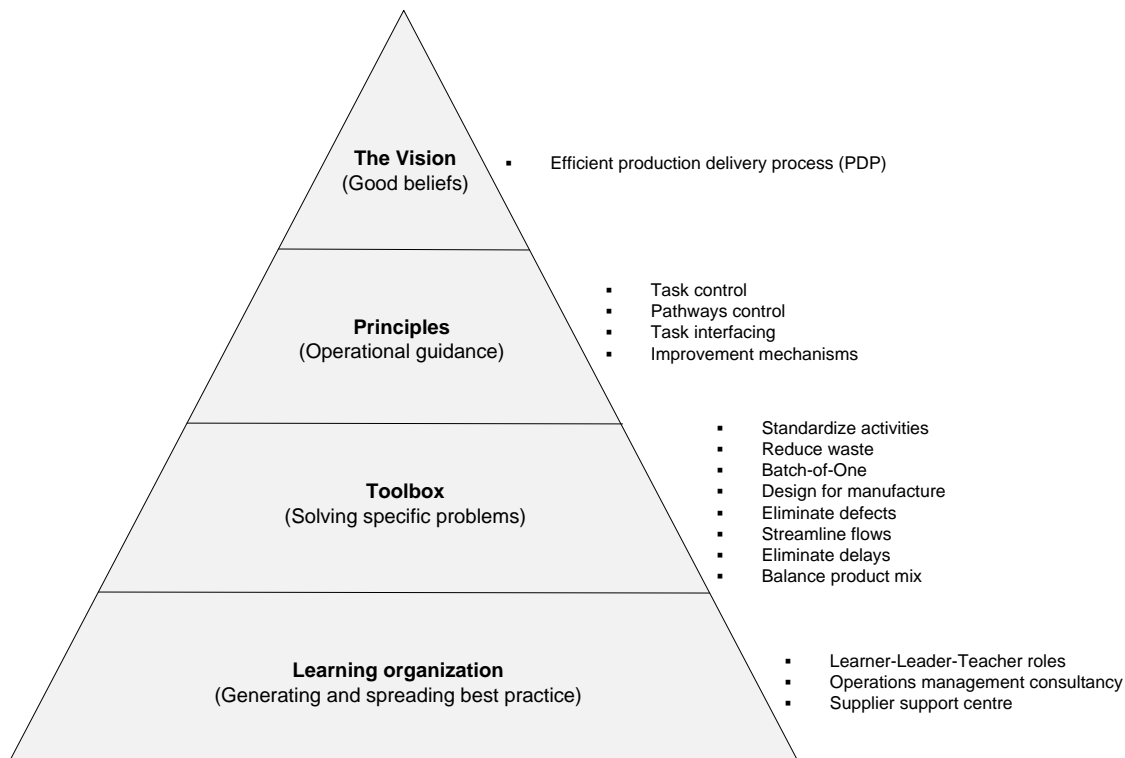 The Vision
(Good beliefs)
▪ Efficient production delivery process (PDP)
Principles
(Operational guidance)
▪ Task control
▪ Pathways control
▪ Task interfacing
▪ Improvement mechanisms
Toolbox
(Solving specific problems)
▪ Standardize activities
▪ Reduce waste
▪ Batch-of-One
▪ Design for manufacture
▪ Eliminate defects
▪ Streamline flows
▪ Eliminate delays
▪ Balance product mix
Learning organization
(Generating and spreading best practice)
▪ Learner-Leader-Teacher roles
▪ Operations management consultancy
▪ Supplier support centre